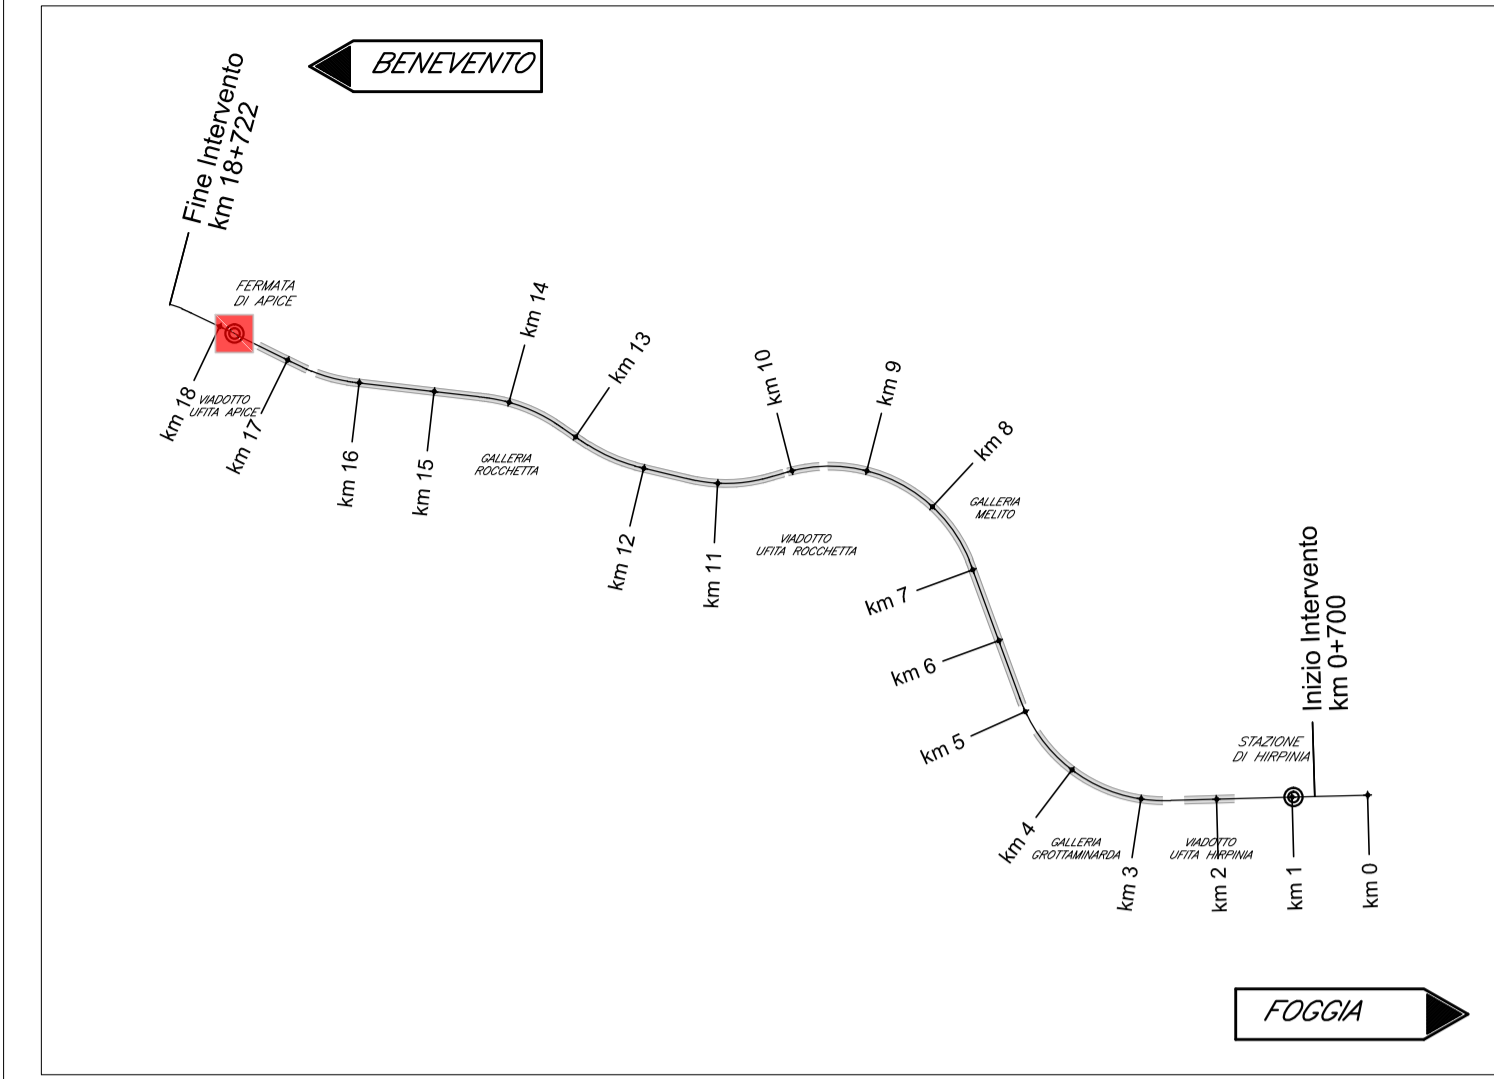 BENEVENTO
Fine Intervento
km 18+722
FERMATA
DI APICE
km 18
VIADOTTO
UFITA APICE
km 17
km 16
km 15
km 14
GALLERIA
ROCCHETTA
km 13
km 12
km 11
km 10
VIADOTTO
UFITA ROCCHETTA
km 9
km 8
GALLERIA
MELITO
km 7
km 6
km 5
km 4
GALLERIA
GROTTAMINARDA
km 3
VIADOTTO
UFITA HIRPINIA
km 2
STAZIONE
DI HIRPINIA
Inizio Intervento
km 0+700
km 1
km 0
FOGGIA